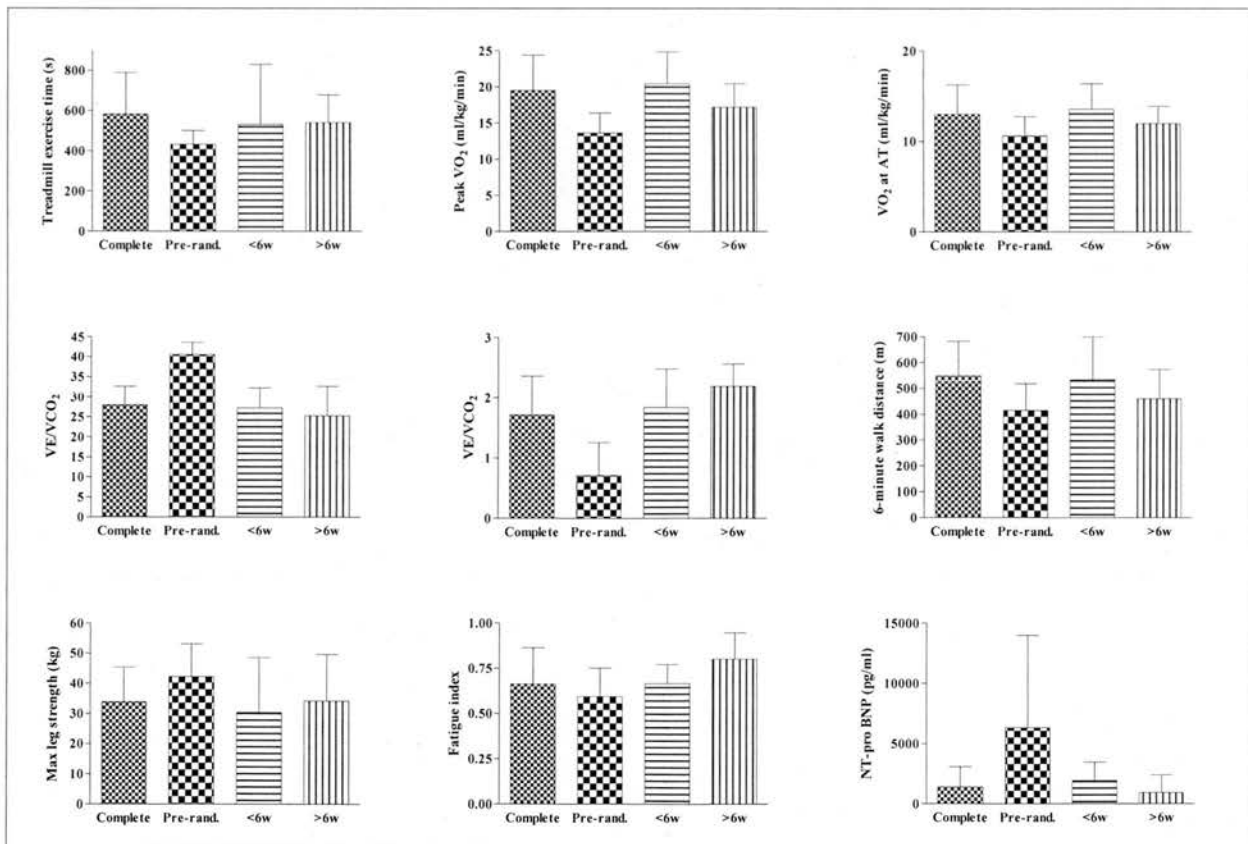 Treadmill exercise time (s)
800
600
400
200
0
Complete Pre-rand. <6w >6w
Peak VO₂ (ml/kg/min)
25
20
15
10
5
0
Complete Pre-rand. <6w >6w
VO₂ at AT (ml/kg/min)
20
10
0
Complete Pre-rand. <6w >6w
VE/VCO₂
45
40
35
30
25
20
15
10
5
0
Complete Pre-rand. <6w >6w
VE/VCO₂
3
2
1
0
Complete Pre-rand. <6w >6w
6-minute walk distance (m)
700
600
500
400
300
200
100
0
Complete Pre-rand. <6w >6w
Max leg strength (kg)
60
50
40
30
20
10
0
Complete Pre-rand. <6w >6w
Fatigue index
1.00
0.75
0.50
0.25
0.00
Complete Pre-rand. <6w >6w
NT-pro BNP (pg/ml)
15000
10000
5000
0
Complete Pre-rand. <6w >6w